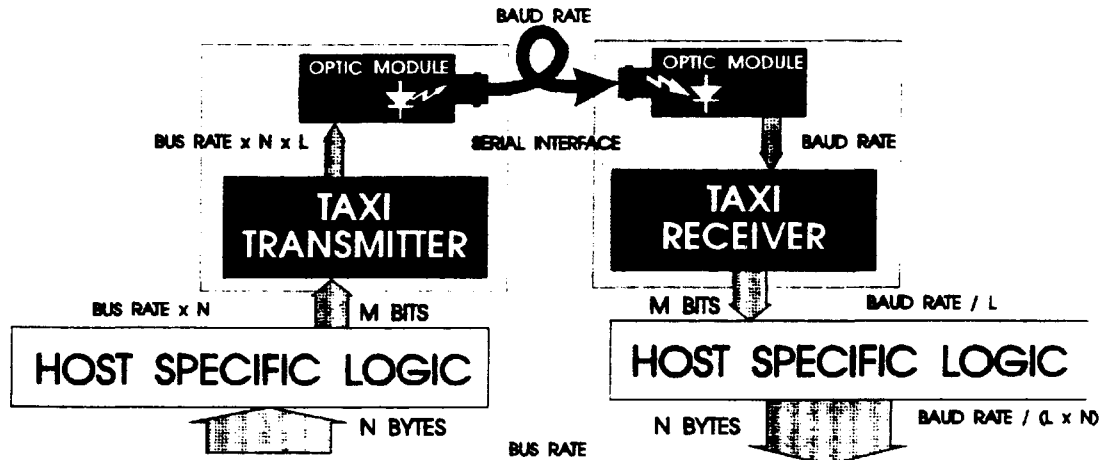 BAUD RATE
OPTIC MODULE
OPTIC MODULE
BUS RATE x N x L
SERIAL INTERFACE
BAUD RATE
TAXI
TRANSMITTER
TAXI
RECEIVER
BUS RATE x N
M BITS
M BITS
BAUD RATE / L
HOST SPECIFIC LOGIC
HOST SPECIFIC LOGIC
N BYTES
BUS RATE
N BYTES
BAUD RATE / (L x N)